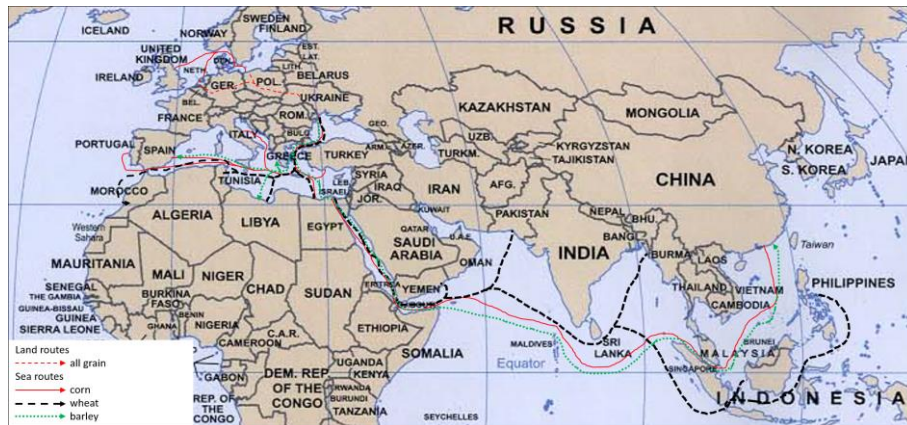 ICELAND
NORWAY
SWEDEN
FINLAND
RUSSIA
UNITED
KINGDOM
IRELAND
DEN.
EST.
LAT.
LITH.
NETH.
BEL.
GER.
POL.
BELARUS
UKRAINE
FRANCE
ROM.
BULG.
ITALY
PORTUGAL
SPAIN
GREECE
TURKEY
GEO.
ARM.
AZER.
KAZAKHSTAN
UZB.
TURKM.
KYRGYZSTAN
TAJIKISTAN
MONGOLIA
CHINA
N. KOREA
S. KOREA
JAPA
MOROCCO
TUNISIA
ALGERIA
LIBYA
EGYPT
LEB.
ISRAEL
SYRIA
JOR.
IRAQ
IRAN
KUWAIT
AFG.
PAKISTAN
NEPAL
BHU.
BANG.
INDIA
BURMA
LAOS
THAILAND
VIETNAM
CAMBODIA
Taiwan
PHILIPPINES
Western
Sahara
MAURITANIA
MALI
NIGER
CHAD
SUDAN
ERITREA
SAUDI
ARABIA
QATAR
U.A.E.
OMAN
YEMEN
SENEGAL
THE GAMBIA
GUINEA-BISSAU
GUINEA
SIERRA LEONE
BURKINA
FASO
GHANA
BENIN
NIGERIA
CAMEROON
C.A.R.
ETHIOPIA
SOMALIA
MALDIVES
SRI
LANKA
Equator
BRUNEI
MALAYSIA
SINGAPORE
INDONESIA
GABON
REP. OF
THE
CONGO
DEM. REP.
OF THE
CONGO
UGANDA
KENYA
RWANDA
BURUNDI
TANZANIA
SEYCHELLES
Land routes
all grain
Sea routes
corn
wheat
barley